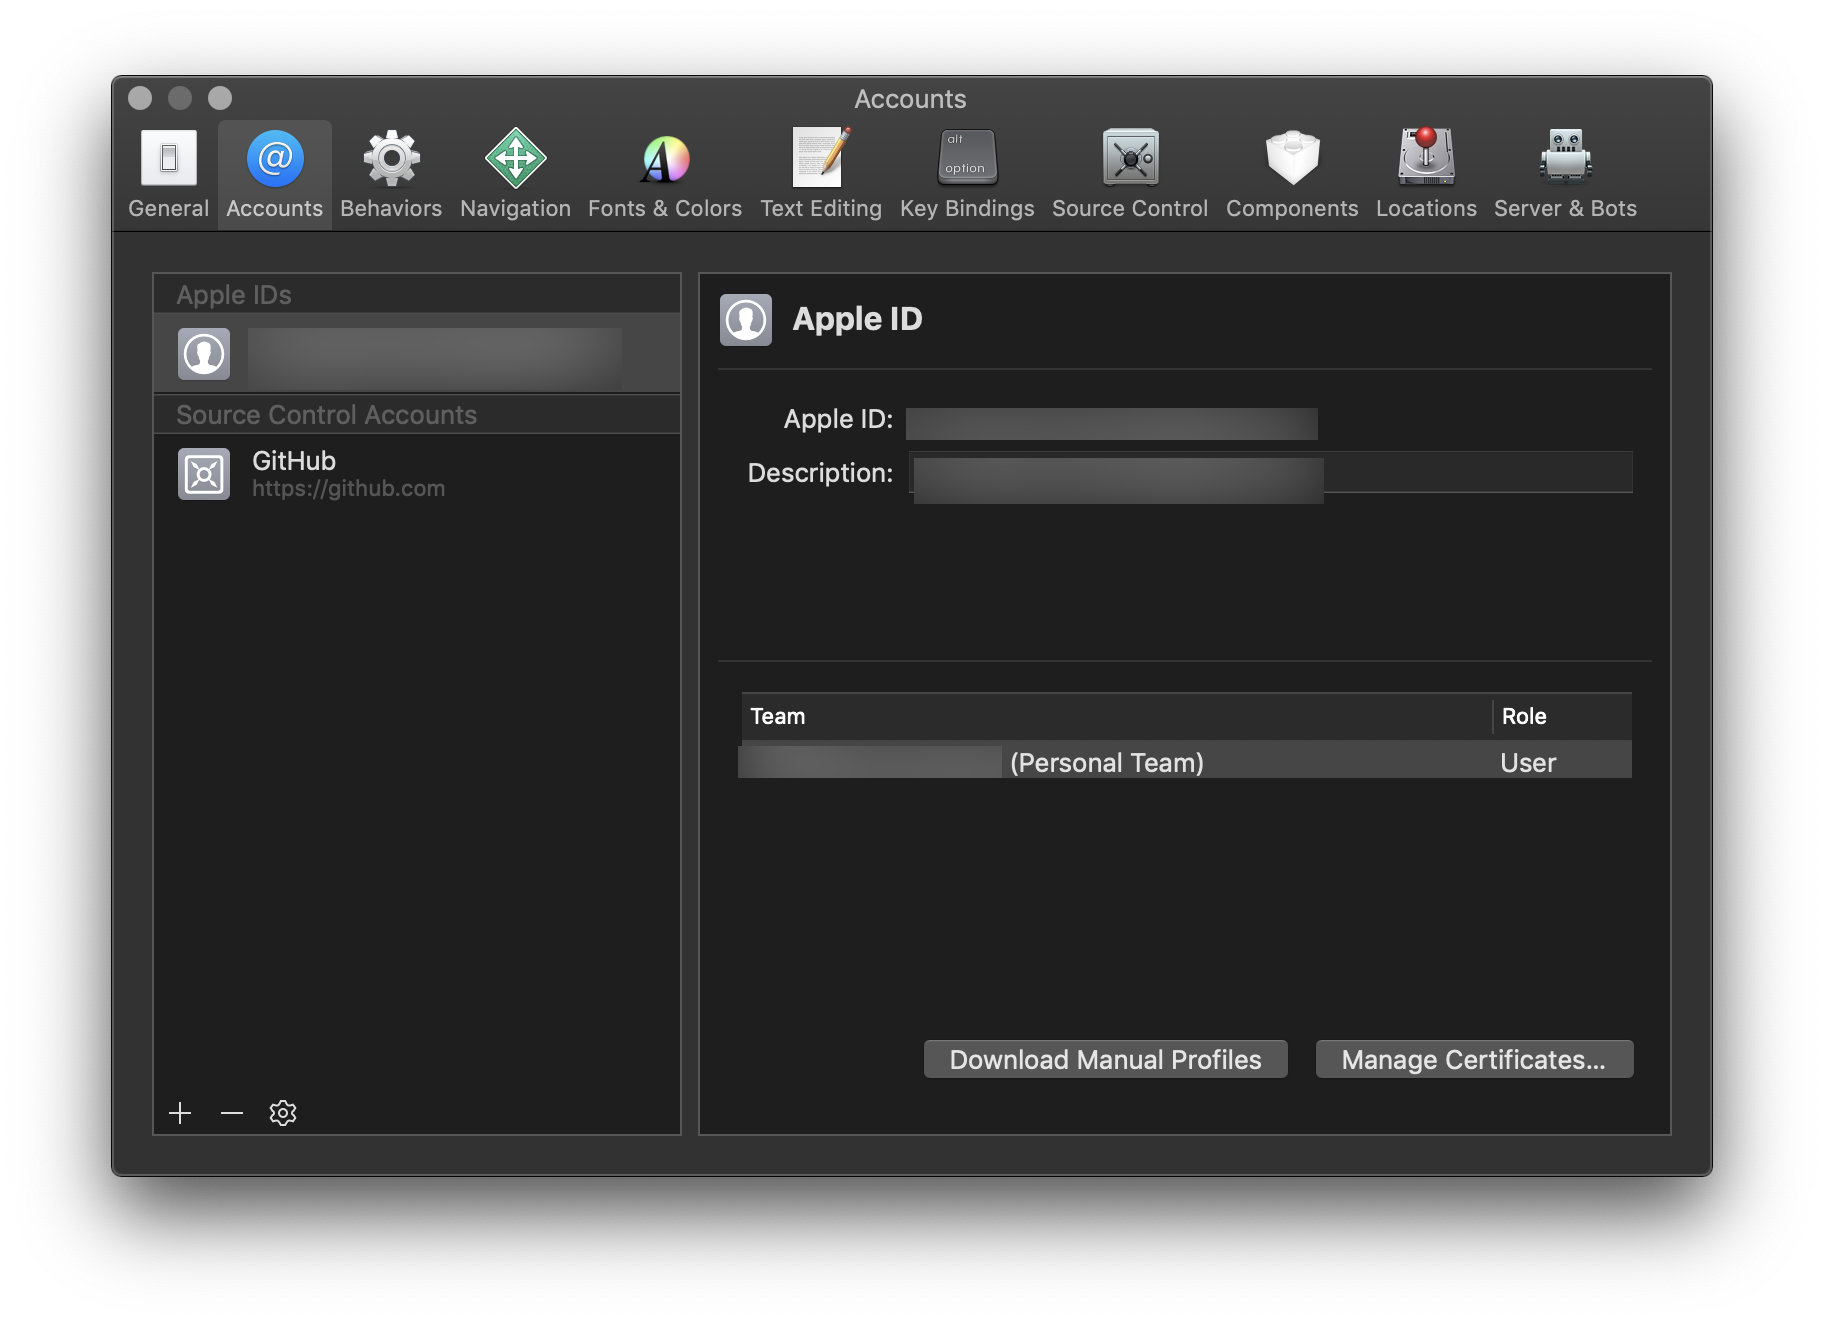 Accounts
General Accounts Behaviors Navigation Fonts & Colors Text Editing alt option Key Bindings Source Control Components Locations Server & Bots
Apple IDs
Source Control Accounts
GitHub
https://github.com
Apple ID
Apple ID:
Description:
Team Role
(Personal Team) User
Download Manual Profiles Manage Certificates...